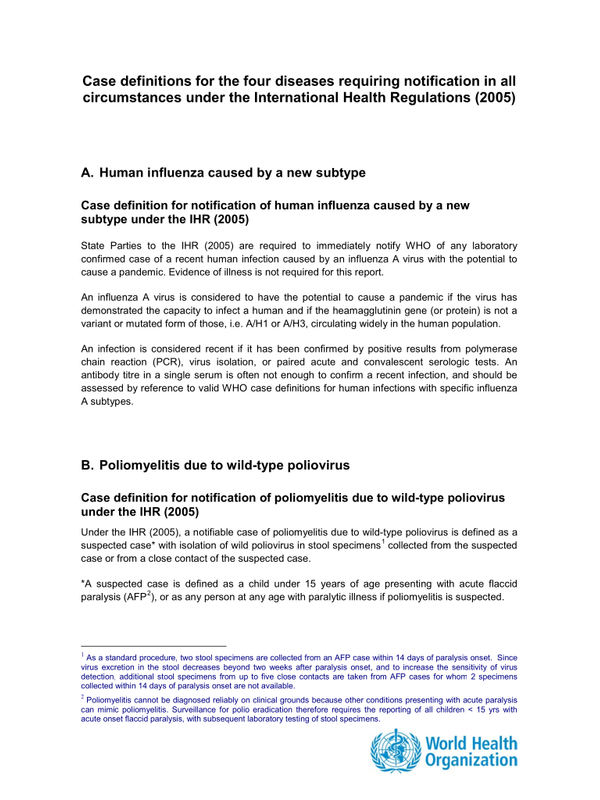 Case definitions for the four diseases requiring notification in all
circumstances under the International Health Regulations (2005)
A. Human influenza caused by a new subtype
Case definition for notification of human influenza caused by a new
subtype under the IHR (2005)
State Parties to the IHR (2005) are required to immediately notify WHO of any laboratory
confirmed case of a recent human infection caused by an influenza A virus with the potential to
cause a pandemic. Evidence of illness is not required for this report.
An influenza A virus is considered to have the potential to cause a pandemic if the virus has
demonstrated the capacity to infect a human and if the heamagglutinin gene (or protein) is not a
variant or mutated form of those, i.e. A/H1 or A/H3, circulating widely in the human population.
An infection is considered recent if it has been confirmed by positive results from polymerase
chain reaction (PCR), virus isolation, or paired acute and convalescent serologic tests. An
antibody titre in a single serum is often not enough to confirm a recent infection, and should be
assessed by reference to valid WHO case definitions for human infections with specific influenza
A subtypes.
B. Poliomyelitis due to wild-type poliovirus
Case definition for notification of poliomyelitis due to wild-type poliovirus
under the IHR (2005)
Under the IHR (2005), a notifiable case of poliomyelitis due to wild-type poliovirus is defined as a
suspected case* with isolation of wild poliovirus in stool specimens1 collected from the suspected
case or from a close contact of the suspected case.
*A suspected case is defined as a child under 15 years of age presenting with acute flaccid
paralysis (AFP2), or as any person at any age with paralytic illness if poliomyelitis is suspected.
1 As a standard procedure, two stool specimens are collected from an AFP case within 14 days of paralysis onset. Since
virus excretion in the stool decreases beyond two weeks after paralysis onset, and to increase the sensitivity of virus
detection, additional stool specimens from up to five close contacts are taken from AFP cases for whom 2 specimens
collected within 14 days of paralysis onset are not available.
2 Poliomyelitis cannot be diagnosed reliably on clinical grounds because other conditions presenting with acute paralysis
can mimic poliomyelitis. Surveillance for polio eradication therefore requires the reporting of all children < 15 yrs with
acute onset flaccid paralysis, with subsequent laboratory testing of stool specimens.
World Health
Organization